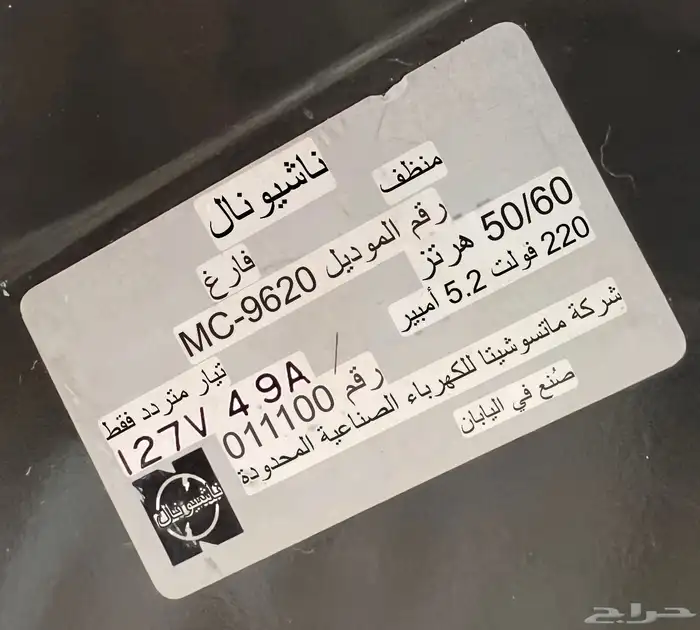 ناشيونال
منظف
فارغ
رقم الموديل MC-9620
50/60 هرتز
220 فولت 5.2 أمبير
تيار متردد فقط
127V 4.9A
رقم 011100
شركة ماتسوشيتا للكهرباء الصناعية المحدودة
صُنع في اليابان
ناشيونال
حراج